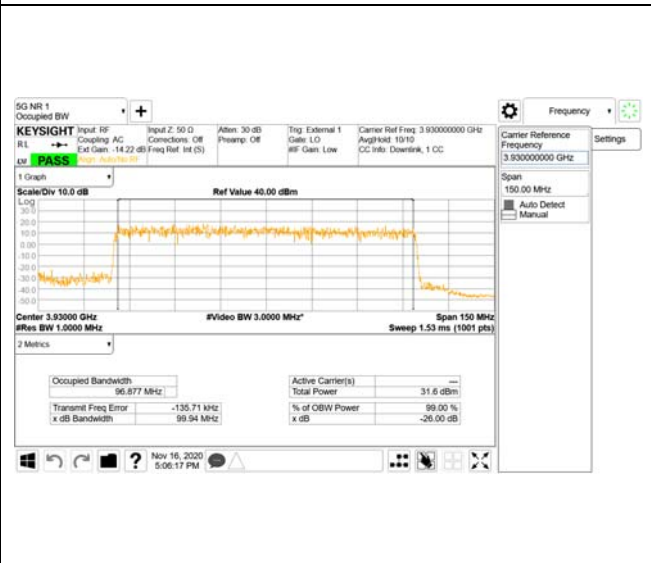 5G NR 1
Occupied BW
Frequency
KEYSIGHT
RL
PASS
Input: RF
Coupling: AC
Ext Gain: -14.22 dB
Align: Auto/No RF
Input Z: 50 Ω
Corrections: Off
Freq Ref: Int (S)
Atten: 30 dB
Preamp: Off
Trig: External 1
Gate: LO
#IF Gain: Low
Carrier Ref Freq: 3.930000000 GHz
Avg|Hold: 10/10
CC Info: Downlink, 1 CC
Carrier Reference
Frequency
3.930000000 GHz
Settings
Span
150.00 MHz
Auto Detect
Manual
1 Graph
Scale/Div 10.0 dB
Ref Value 40.00 dBm
Log
30.0
20.0
10.0
0.00
-10.0
-20.0
-30.0
-40.0
-50.0
Center 3.93000 GHz
#Video BW 3.0000 MHz*
Span 150 MHz
#Res BW 1.0000 MHz
Sweep 1.53 ms (1001 pts)
2 Metrics
Occupied Bandwidth
96.877 MHz
Transmit Freq Error -135.71 kHz
x dB Bandwidth 99.94 MHz
Active Carrier(s) ---
Total Power 31.6 dBm
% of OBW Power 99.00 %
x dB -26.00 dB
?
Nov 16, 2020
5:06:17 PM